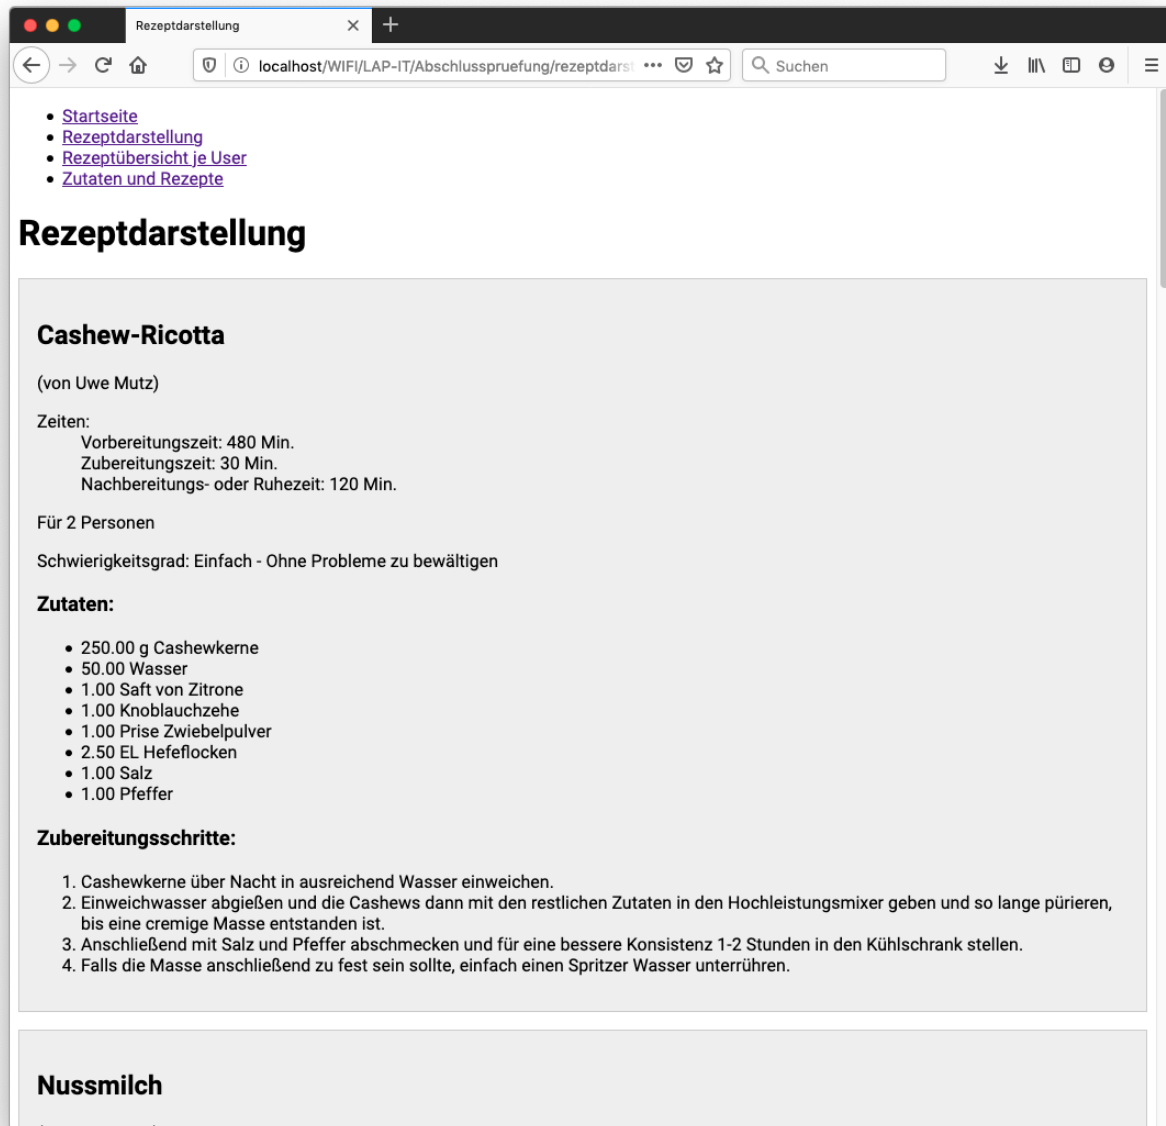 Rezeptdarstellung
localhost/WIFI/LAP-IT/Abschlusspruefung/rezeptdarst
Suchen
Startseite
Rezeptdarstellung
Rezeptübersicht je User
Zutaten und Rezepte
Rezeptdarstellung
Cashew-Ricotta
(von Uwe Mutz)
Zeiten:
Vorbereitungszeit: 480 Min.
Zubereitungszeit: 30 Min.
Nachbereitungs- oder Ruhezeit: 120 Min.
Für 2 Personen
Schwierigkeitsgrad: Einfach - Ohne Probleme zu bewältigen
Zutaten:
• 250.00 g Cashewkerne
• 50.00 Wasser
• 1.00 Saft von Zitrone
• 1.00 Knoblauchzehe
• 1.00 Prise Zwiebelpulver
• 2.50 EL Hefeflocken
• 1.00 Salz
• 1.00 Pfeffer
Zubereitungsschritte:
1. Cashewkerne über Nacht in ausreichend Wasser einweichen.
2. Einweichwasser abgießen und die Cashews dann mit den restlichen Zutaten in den Hochleistungsmixer geben und so lange pürieren,
bis eine cremige Masse entstanden ist.
3. Anschließend mit Salz und Pfeffer abschmecken und für eine bessere Konsistenz 1-2 Stunden in den Kühlschrank stellen.
4. Falls die Masse anschließend zu fest sein sollte, einfach einen Spritzer Wasser unterrühren.
Nussmilch